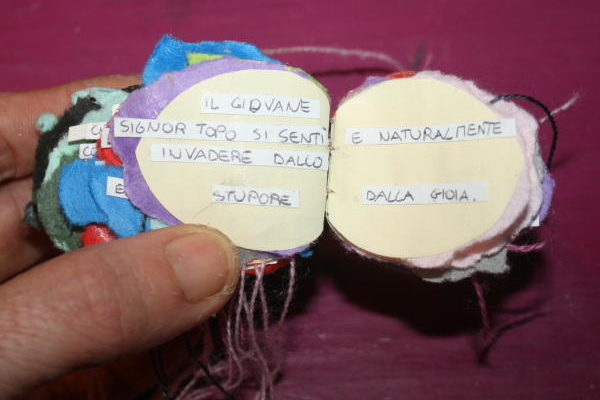 IL GIOVANE
SIGNOR TOPO SI SENTÌ
INVADERE DALLO
STUPORE
E NATURALMENTE
DALLA GIOIA.